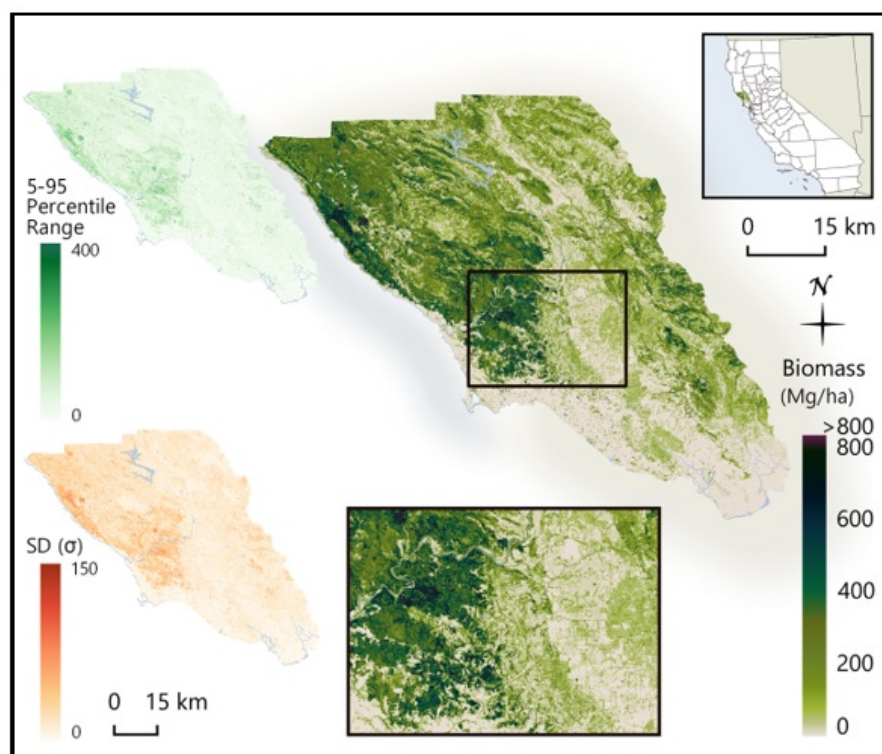 5-95
Percentile
Range
400
0
SD (σ)
150
0
0 15 km
0 15 km
N
Biomass
(Mg/ha)
>800
800
600
400
200
0